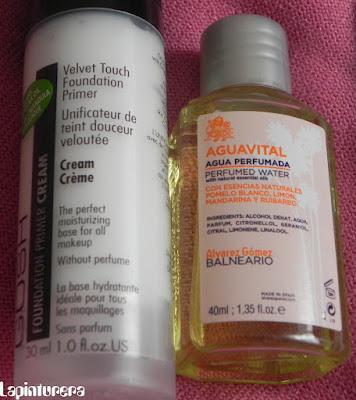 Velvet Touch
Foundation
Primer
Unificateur de
teint douceur
veloutée
Cream
Crème
The perfect
moisturizing
base for all
makeup
Without perfume
La base hydratante
idéale pour tous
les maquillages
Sans parfum
30 ml 1.0 fl.oz.US
GOSH
FOUNDATION PRIMER CREAM
AGUAVITAL
AGUA PERFUMADA
PERFUMED WATER
with natural essential oils
CON ESENCIAS NATURALES
POMELO BLANCO, LIMON,
MANDARINA Y RUIBARBO
INGREDIENTS: ALCOHOL DENAT, AQUA,
PARFUM, CITRONELLOL, GERANIOL,
CITRAL, LIMONENE, LINALOOL.
Alvarez Gómez
BALNEARIO
MADE IN SPAIN
40ml ; 1,35 fl.oz. e
Lapinturera